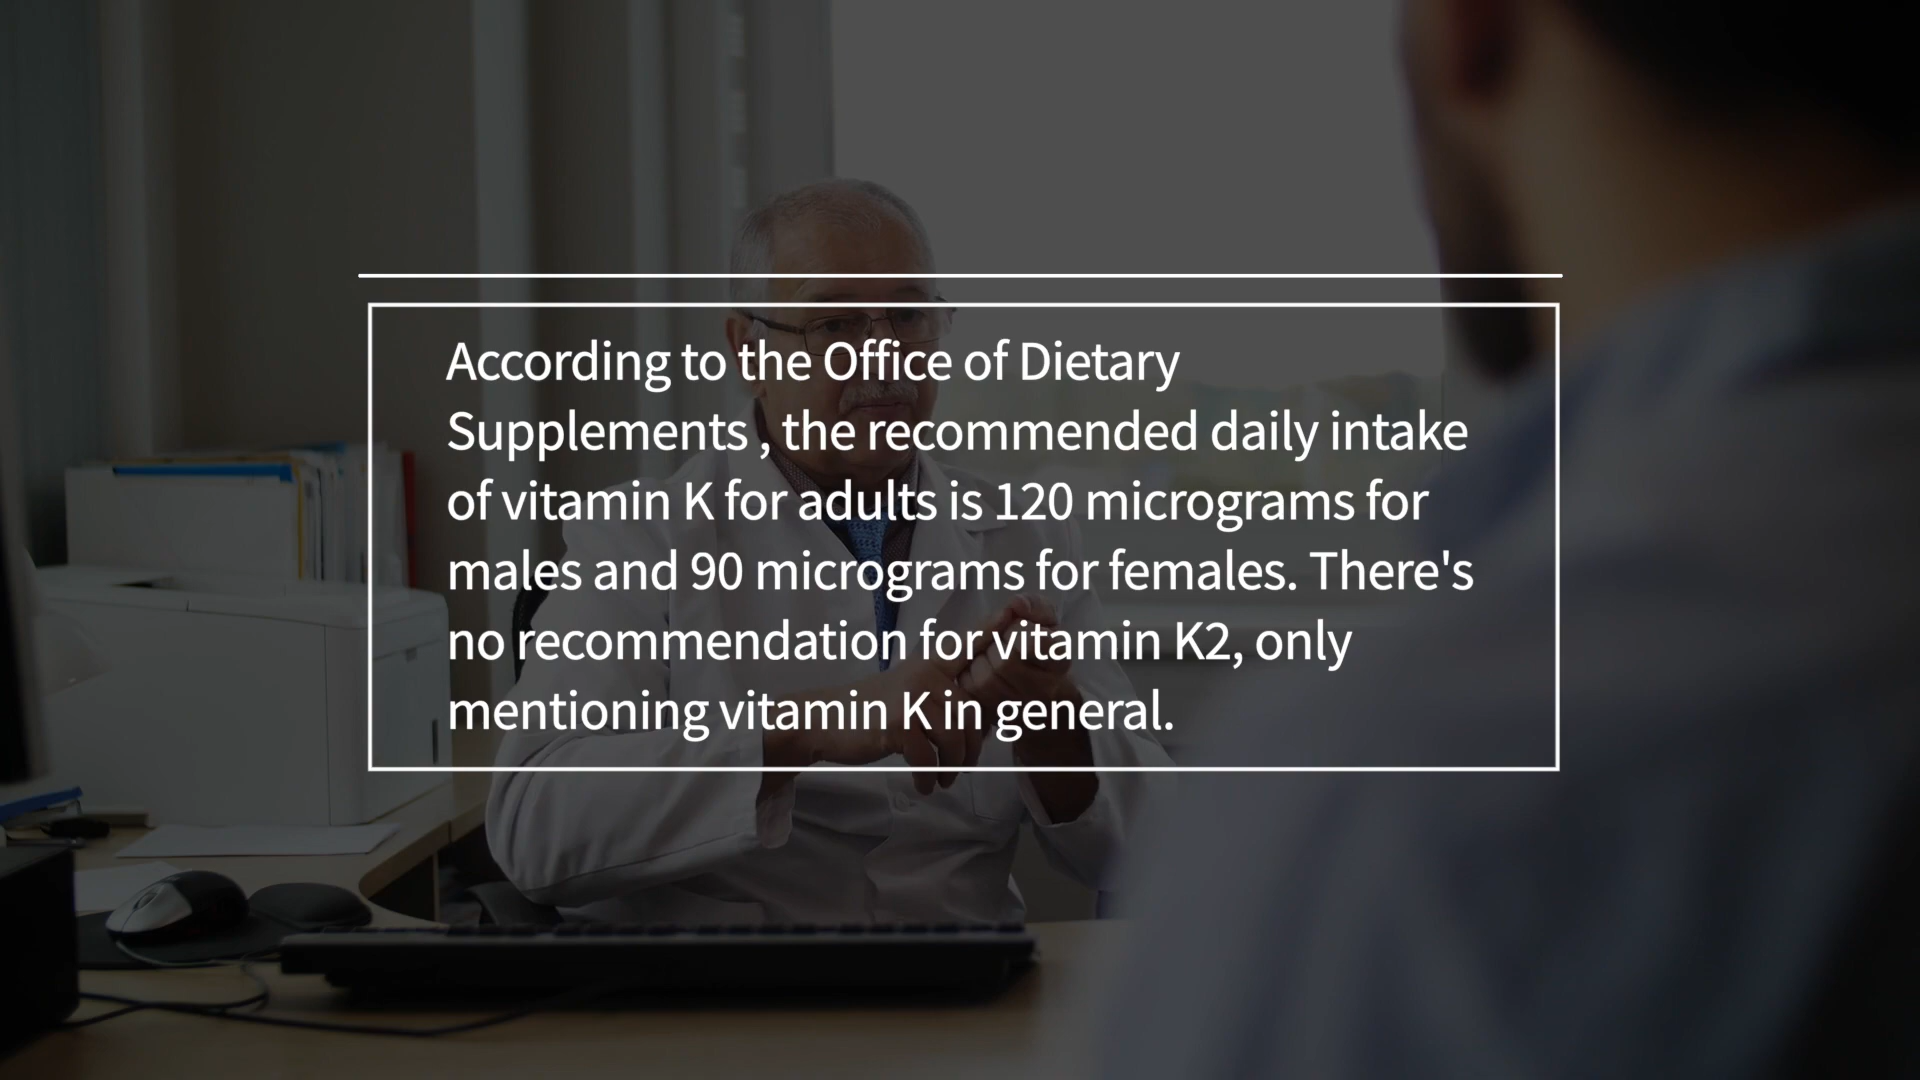 According to the Office of Dietary
Supplements , the recommended daily intake
of vitamin K for adults is 120 micrograms for
males and 90 micrograms for females. There's
no recommendation for vitamin K2, only
mentioning vitamin K in general.